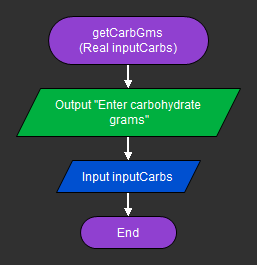 getCarbGms
(Real inputCarbs)
Output "Enter carbohydrate
grams"
Input inputCarbs
End